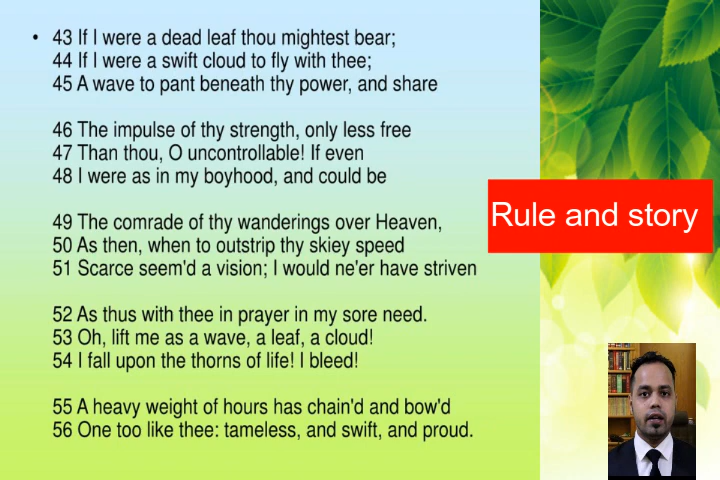 • 43 If I were a dead leaf thou mightest bear;
44 If I were a swift cloud to fly with thee;
45 A wave to pant beneath thy power, and share
46 The impulse of thy strength, only less free
47 Than thou, O uncontrollable! If even
48 I were as in my boyhood, and could be
49 The comrade of thy wanderings over Heaven,
50 As then, when to outstrip thy skiey speed
51 Scarce seem'd a vision; I would ne'er have striven
52 As thus with thee in prayer in my sore need.
53 Oh, lift me as a wave, a leaf, a cloud!
54 I fall upon the thorns of life! I bleed!
55 A heavy weight of hours has chain'd and bow'd
56 One too like thee: tameless, and swift, and proud.
Rule and story